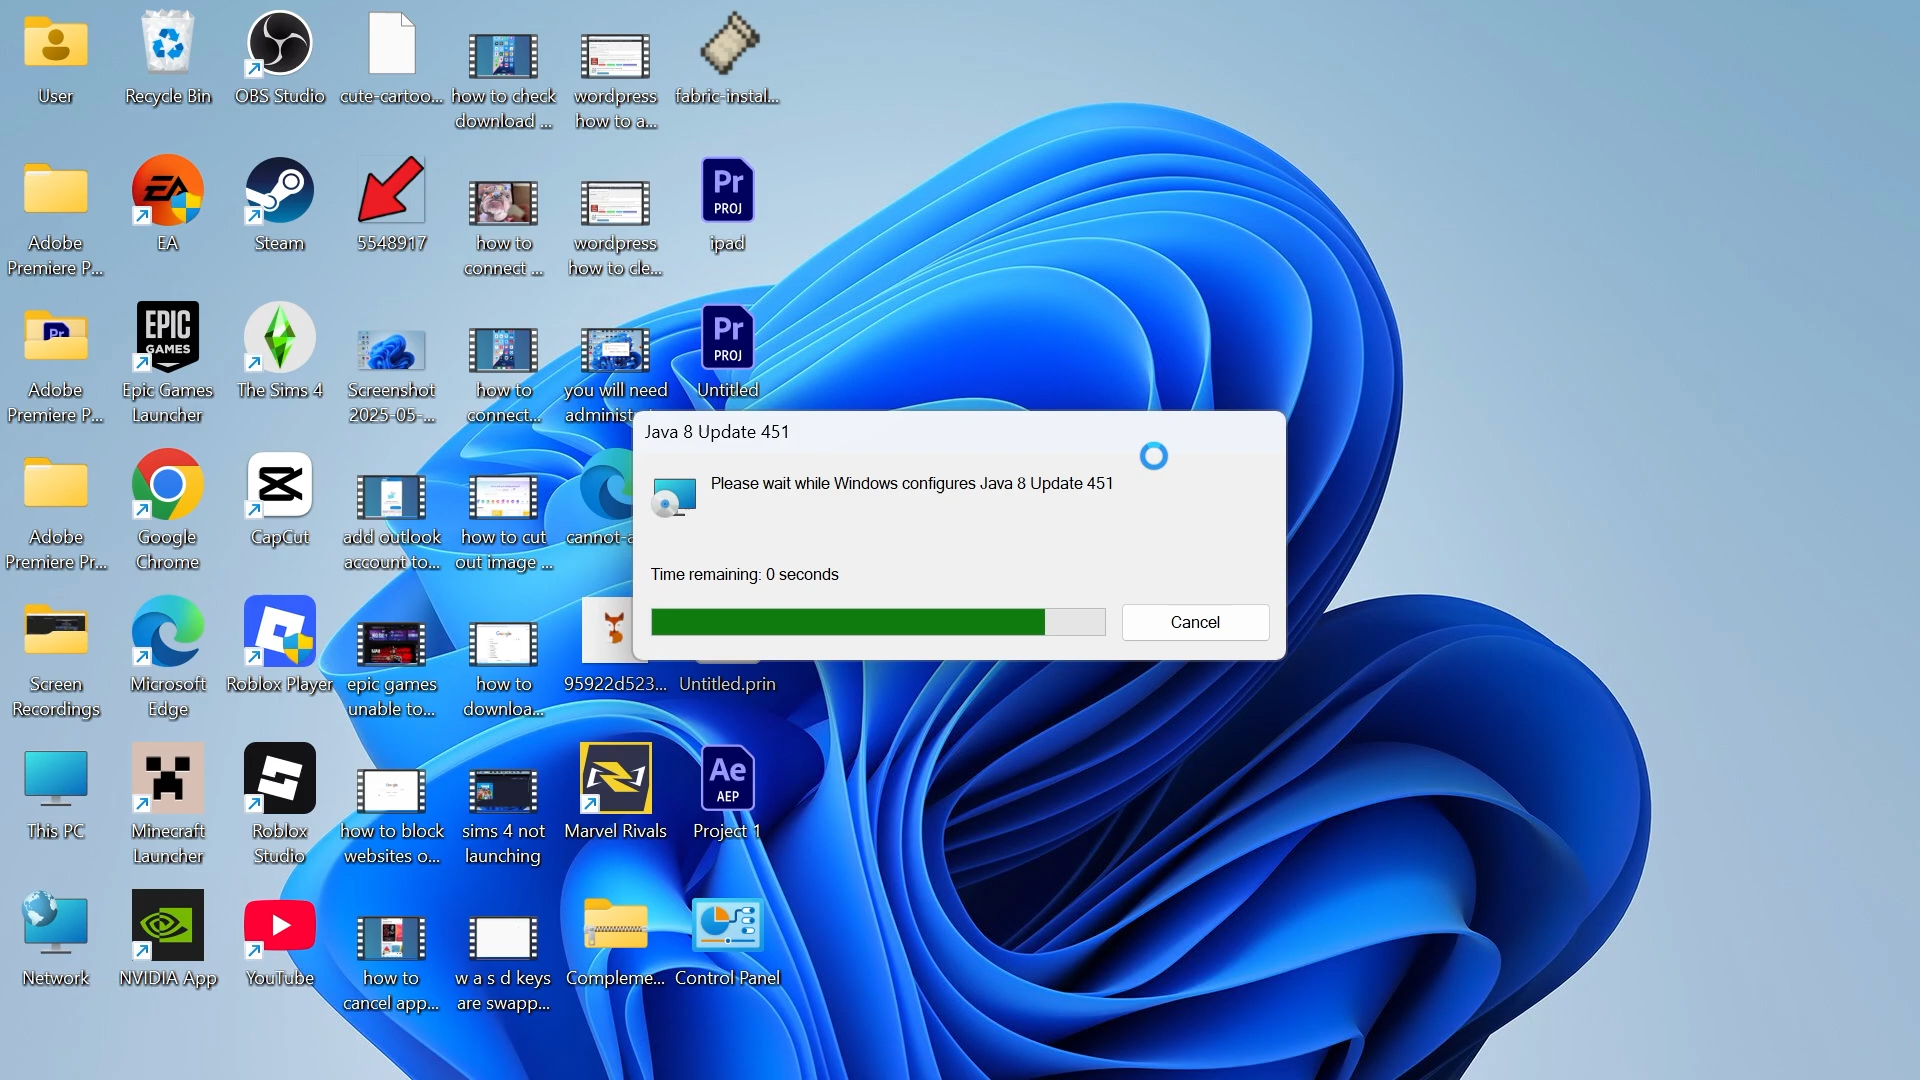 User
Recycle Bin
OBS Studio
cute-cartoo...
how to check
download ...
wordpress
how to a...
fabric-instal...
Adobe
Premiere P...
EA
EA
Steam
5548917
how to
connect ...
wordpress
how to cle...
Pr
PROJ
ipad
Pr
Adobe
Premiere P...
EPIC
GAMES
Epic Games
Launcher
The Sims 4
Screenshot
2025-05-...
how to
connect...
you will need
administ
Pr
PROJ
Untitled
Adobe
Premiere Pr...
Google
Chrome
CapCut
add outlook
account to...
how to cut
out image ...
cannot-a
Java 8 Update 451
Please wait while Windows configures Java 8 Update 451
Time remaining: 0 seconds
Cancel
Screen
Recordings
Microsoft
Edge
Roblox Player
epic games
unable to...
how to
downloa...
95922d523...
Untitled.prin
This PC
Minecraft
Launcher
Roblox
Studio
how to block
websites o...
sims 4 not
launching
Marvel Rivals
Ae
AEP
Project 1
Network
NVIDIA App
YouTube
how to
cancel app...
w a s d keys
are swapp...
Compleme...
Control Panel